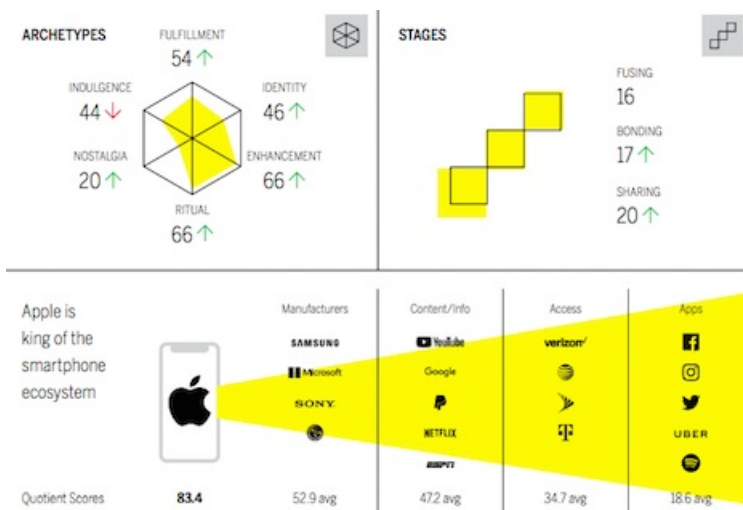 ARCHETYPES
FULFILLMENT
54
INDULGENCE
44
IDENTITY
46
NOSTALGIA
20
ENHANCEMENT
66
RITUAL
66
STAGES
FUSING
16
BONDING
17
SHARING
20
Apple is
king of the
smartphone
ecosystem
Manufacturers
SAMSUNG
Microsoft
SONY
Content/Info
YouTube
Google
NETFLIX
ESPN
Access
verizon
Apps
UBER
Quotient Scores
83.4
52.9 avg
47.2 avg
34.7 avg
18.6 avg